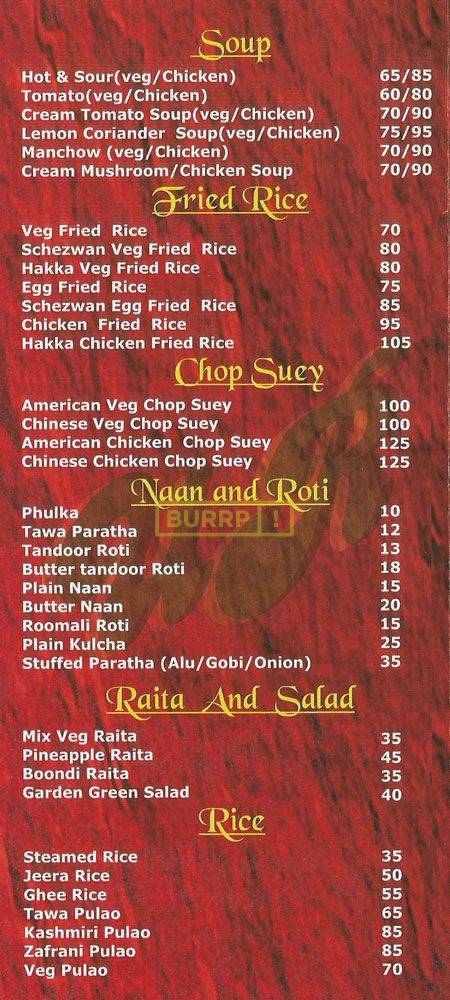 Soup
Hot & Sour(veg/Chicken) 65/85
Tomato(veg/Chicken) 60/80
Cream Tomato Soup(veg/Chicken) 70/90
Lemon Coriander Soup(veg/Chicken) 75/95
Manchow (veg/Chicken) 70/90
Cream Mushroom/Chicken Soup 70/90
Fried Rice
Veg Fried Rice 70
Schezwan Veg Fried Rice 80
Hakka Veg Fried Rice 80
Egg Fried Rice 75
Schezwan Egg Fried Rice 85
Chicken Fried Rice 95
Hakka Chicken Fried Rice 105
Chop Suey
American Veg Chop Suey 100
Chinese Veg Chop Suey 100
American Chicken Chop Suey 125
Chinese Chicken Chop Suey 125
Naan and Roti
Phulka 10
BURRP !
Tawa Paratha 12
Tandoor Roti 13
Butter tandoor Roti 18
Plain Naan 15
Butter Naan 20
Roomali Roti 15
Plain Kulcha 25
Stuffed Paratha (Alu/Gobi/Onion) 35
Raita And Salad
Mix Veg Raita 35
Pineapple Raita 45
Boondi Raita 35
Garden Green Salad 40
Rice
Steamed Rice 35
Jeera Rice 50
Ghee Rice 55
Tawa Pulao 65
Kashmiri Pulao 85
Zafrani Pulao 85
Veg Pulao 70